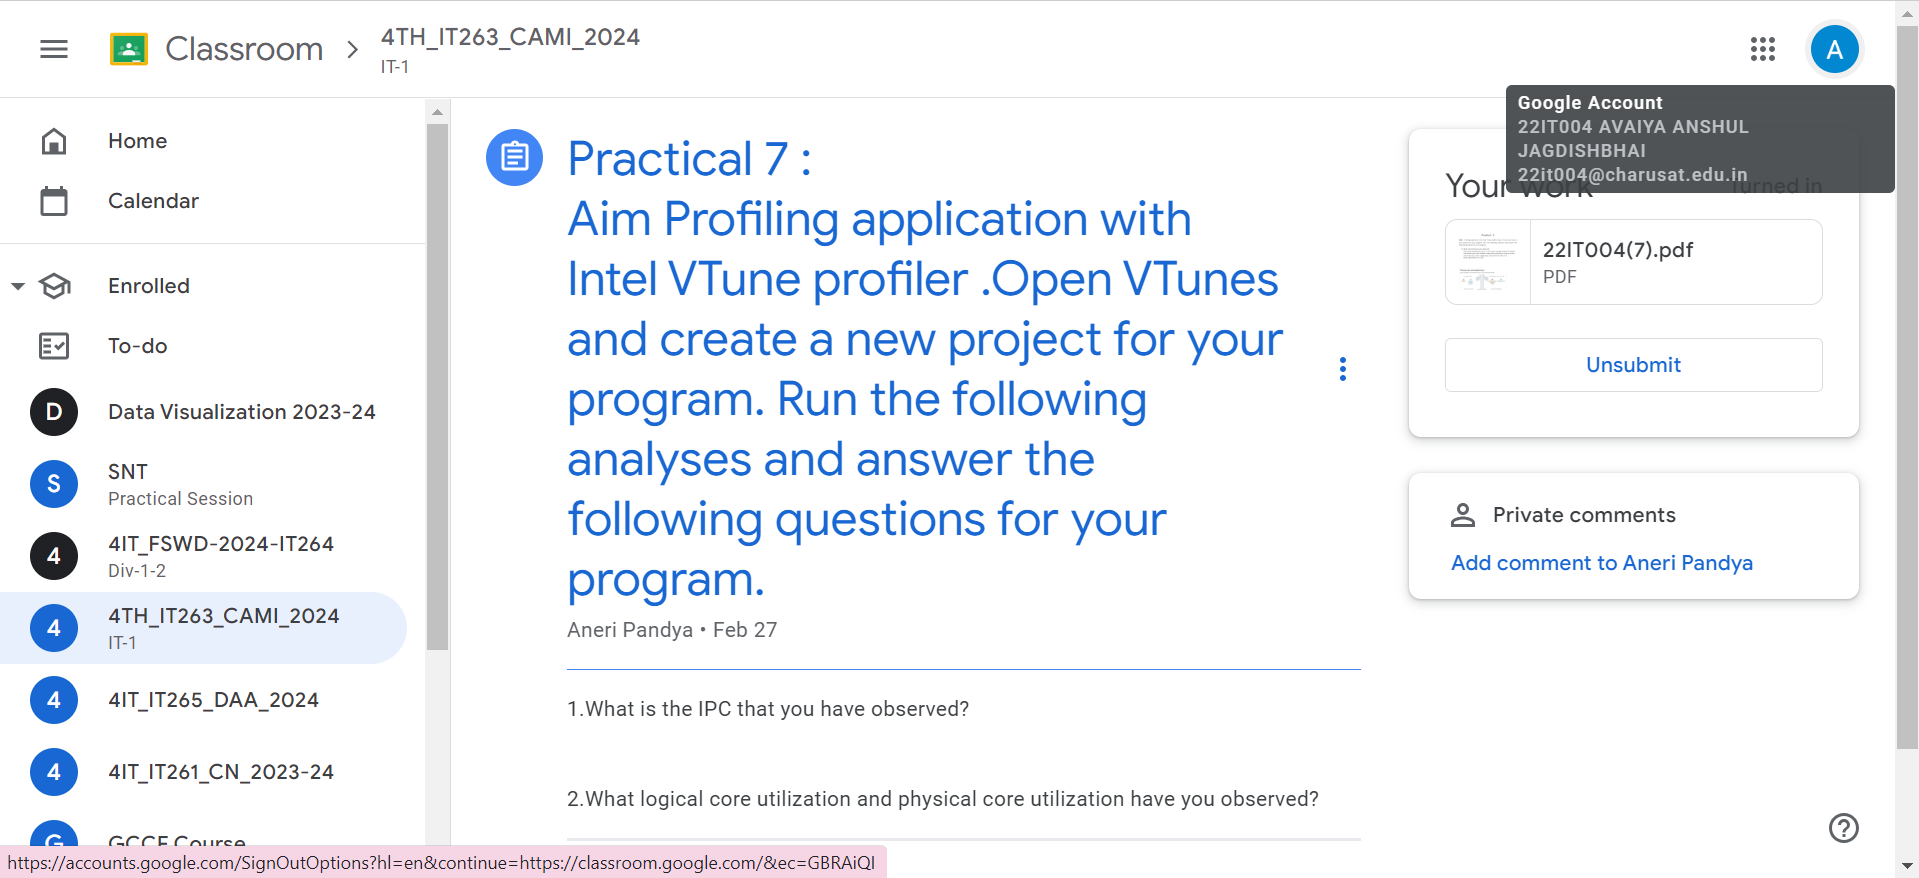 Classroom
4TH_IT263_CAMI_2024
IT-1
A
Google Account
22IT004 AVAIYA ANSHUL
JAGDISHBHAI
22it004@charusat.edu.in
Home
Calendar
Enrolled
To-do
D
Data Visualization 2023-24
S
SNT
Practical Session
4
4IT_FSWD-2024-IT264
Div-1-2
4
4TH_IT263_CAMI_2024
IT-1
4
4IT_IT265_DAA_2024
4
4IT_IT261_CN_2023-24
G
GCCF Course
Practical 7 :
Aim Profiling application with
Intel VTune profiler .Open VTunes
and create a new project for your
program. Run the following
analyses and answer the
following questions for your
program.
Aneri Pandya • Feb 27
1.What is the IPC that you have observed?
2.What logical core utilization and physical core utilization have you observed?
Your work
Turned in
22IT004(7).pdf
PDF
Unsubmit
Private comments
Add comment to Aneri Pandya
https://accounts.google.com/SignOutOptions?hl=en&continue=https://classroom.google.com/&ec=GBRAiQI